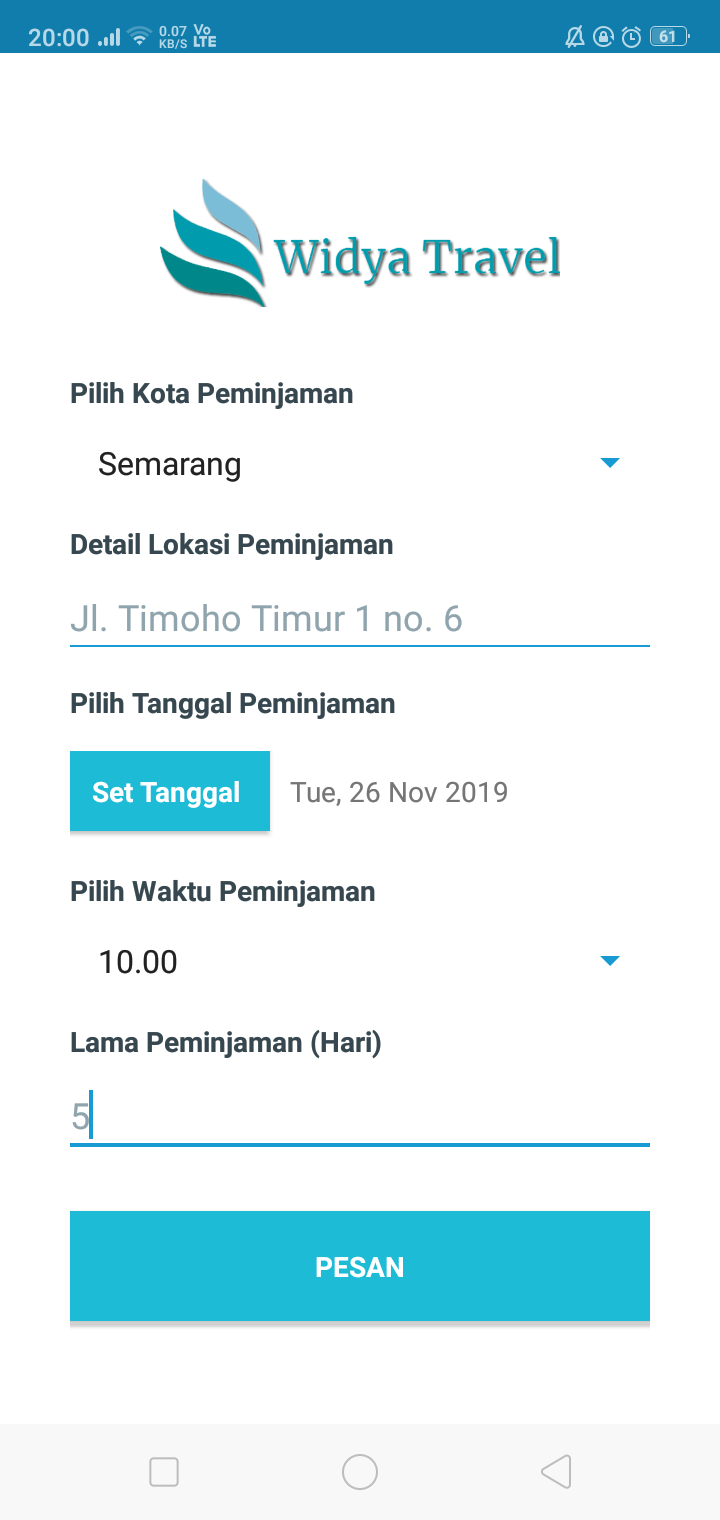 20:00 0.07 KB/S Vo LTE 61
Widya Travel
Pilih Kota Peminjaman
Semarang
Detail Lokasi Peminjaman
Jl. Timoho Timur 1 no. 6
Pilih Tanggal Peminjaman
Set Tanggal Tue, 26 Nov 2019
Pilih Waktu Peminjaman
10.00
Lama Peminjaman (Hari)
5
PESAN